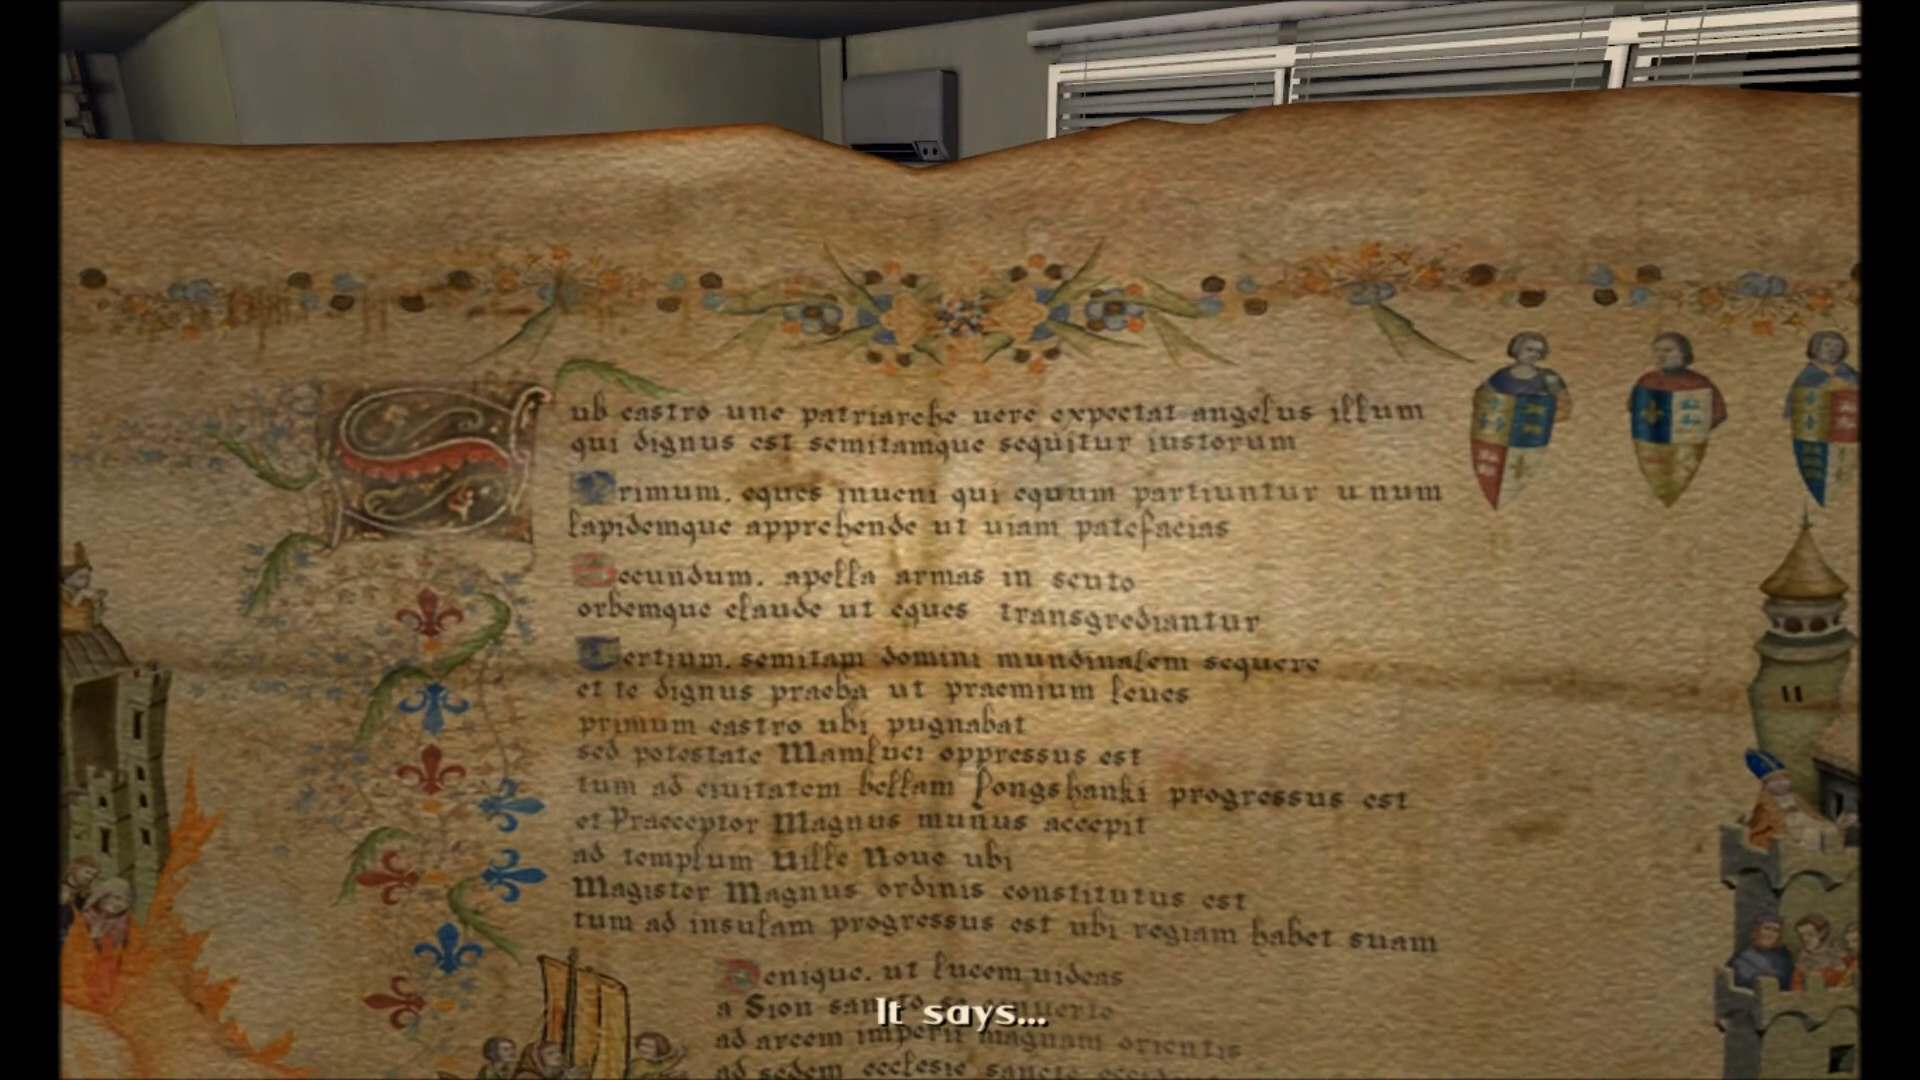 Sub castro une patriarche uere expectat angelus illum
qui dignus est semitamque sequitur iustorum
Primum. eques inueni qui equum partiuntur unum
lapidemque apprehende ut uiam patefacias
Secundum. apella armas in scuto
orbemque claude ut eques transgrediantur
Tertium. semitam domini mundinalem sequere
et te dignus praeba ut praemium leues
primum castro ubi pugnabat
sed potestate Mamluci oppressus est
tum ad ciuitatem bellam Longshanki progressus est
et Praeceptor Magnus munus accepit
ad templum Uille Noue ubi
Magister Magnus ordinis constitutus est
tum ad insulam progressus est ubi regiam habet suam
Denique. ut lucem uideas
a Sion
ad arcem imperii magnam orientis
ad sedem ecclesie sancte
It says...